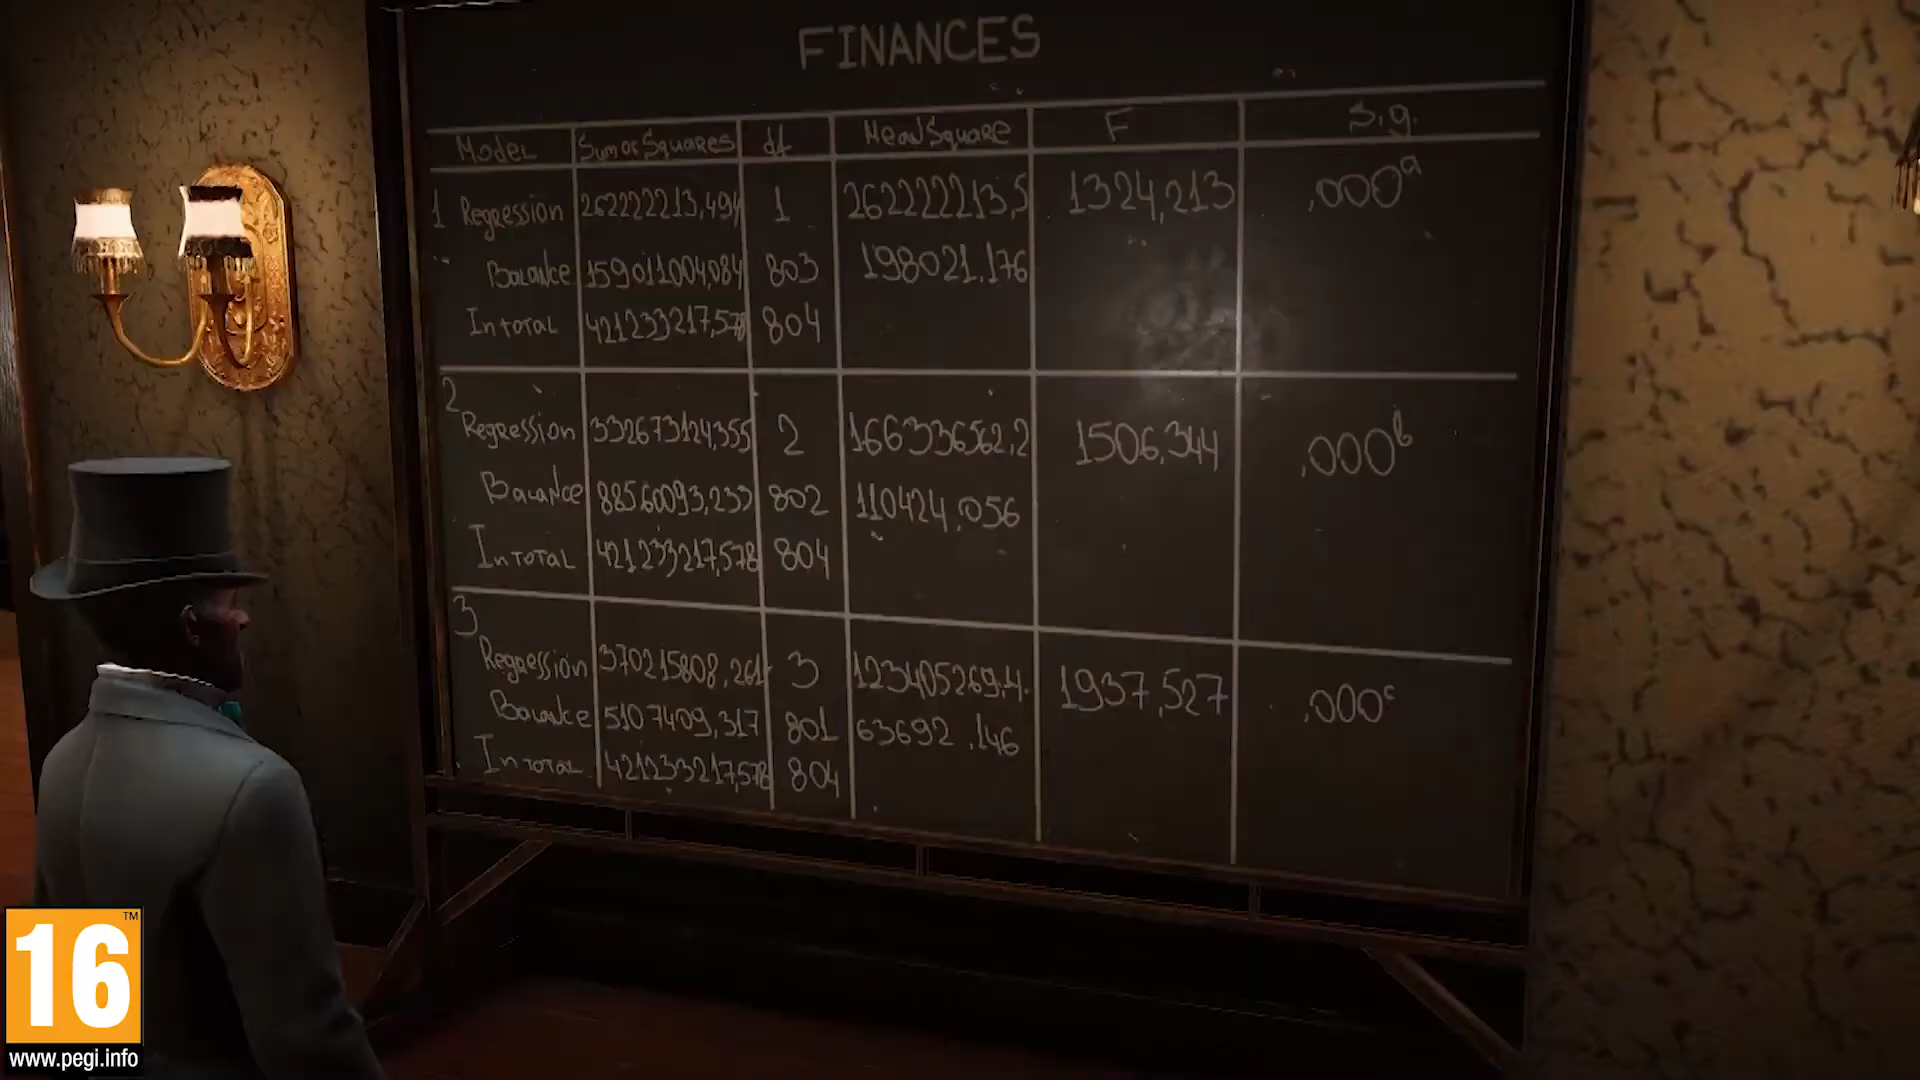 FINANCES
Model Sum of Squares df Mean Square F Sig.
1 Regression 262222213,494 1 262222213,5 1324,213 ,000a
Balance 159011004,084 803 198021.176
In total 421233217,578 804
2
Regression 332673124,355 2 166336562,2 1506,344 ,000b
Balance 88560093,233 802 110424.056
In total 421233217,578 804
3
Regression 370215808,261 3 123405269,4 1937,527 ,000c
Balance 5107409,317 801 63692.146
In total 421233217,578 804
16
TM
www.pegi.info